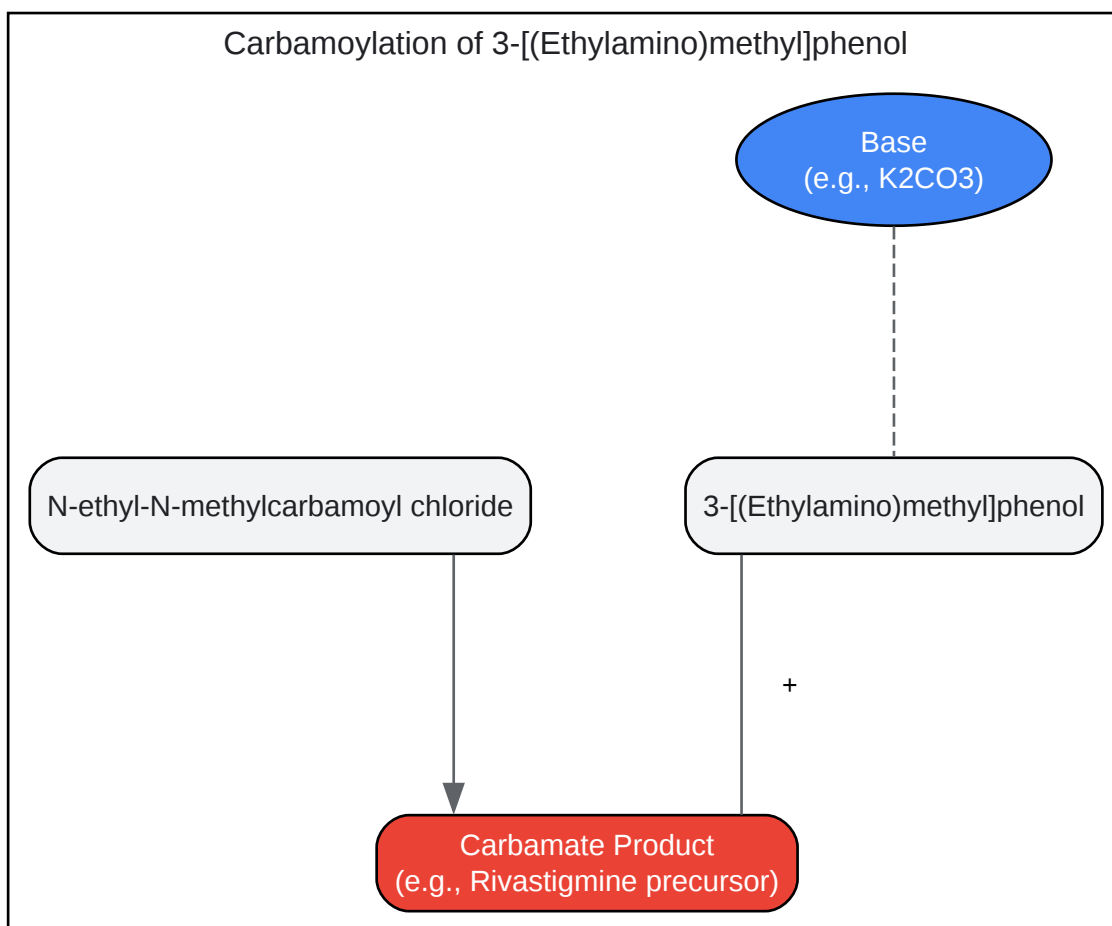 Carbamoylation of 3-[(Ethylamino)methyl]phenol
Base
(e.g., K2CO3)
N-ethyl-N-methylcarbamoyl chloride
3-[(Ethylamino)methyl]phenol
+
Carbamate Product
(e.g., Rivastigmine precursor)